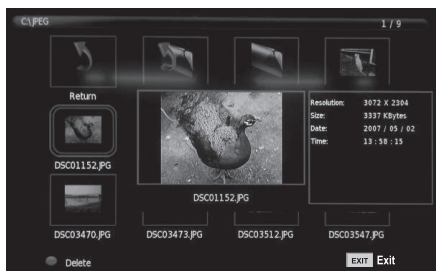 C:\JPEG
1 / 9
Return
Resolution: 3072 X 2304
Size: 3337 KBytes
Date: 2007 / 05 / 02
Time: 13 : 58 : 15
DSC01152.JPG
DSC01152.JPG
DSC03470.JPG DSC03473.JPG DSC03512.JPG DSC03547.JPG
Delete
EXIT Exit